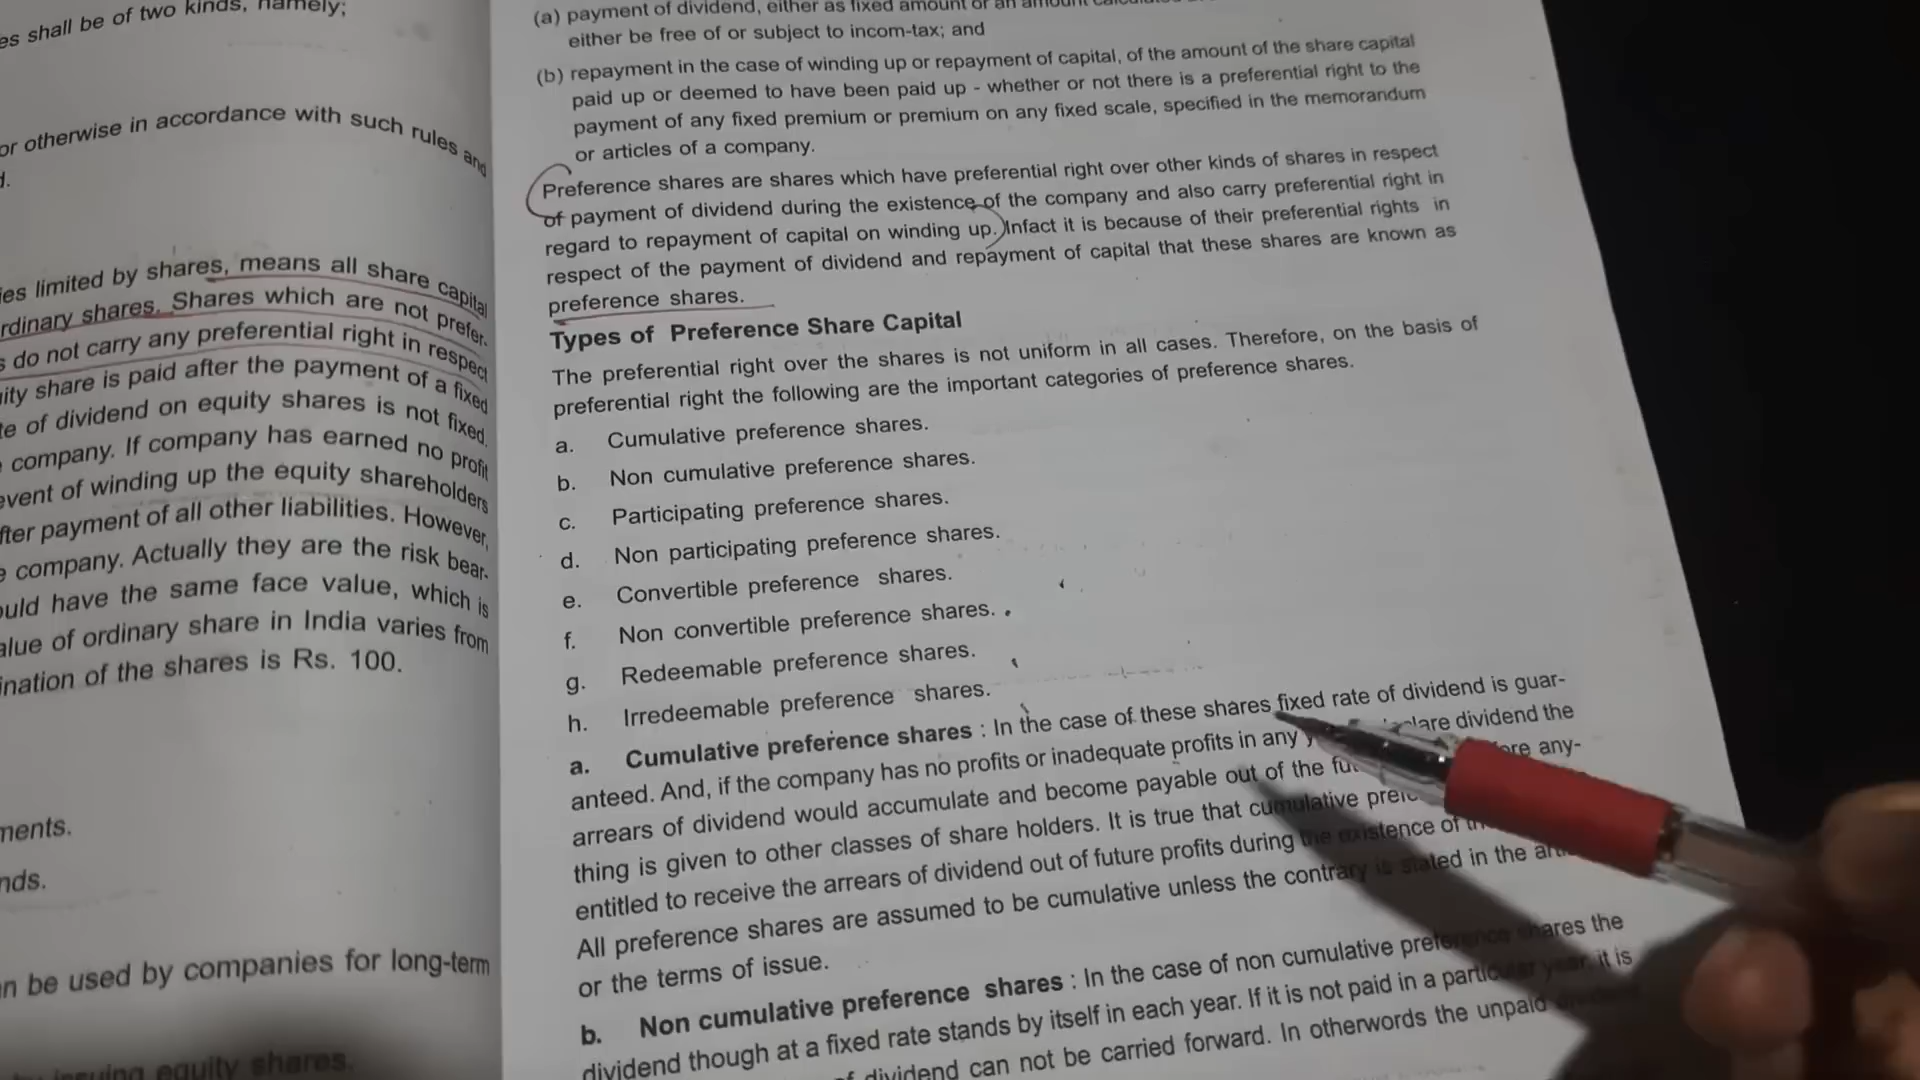 es shall be of two kinds, namely;
or otherwise in accordance with such rules and
d.
ies limited by shares, means all share capital
rdinary shares. Shares which are not prefer-
s do not carry any preferential right in respect
ity share is paid after the payment of a fixed
te of dividend on equity shares is not fixed.
company. If company has earned no profit
event of winding up the equity shareholders
fter payment of all other liabilities. However,
e company. Actually they are the risk bear-
ould have the same face value, which is
alue of ordinary share in India varies from
ination of the shares is Rs. 100.
ments.
nds.
n be used by companies for long-term
issuing equity shares.
(a) payment of dividend, either as fixed amount or an amount calculated
either be free of or subject to incom-tax; and
(b) repayment in the case of winding up or repayment of capital, of the amount of the share capital
paid up or deemed to have been paid up - whether or not there is a preferential right to the
payment of any fixed premium or premium on any fixed scale, specified in the memorandum
or articles of a company.
Preference shares are shares which have preferential right over other kinds of shares in respect
of payment of dividend during the existence of the company and also carry preferential right in
regard to repayment of capital on winding up. Infact it is because of their preferential rights in
respect of the payment of dividend and repayment of capital that these shares are known as
preference shares.
Types of Preference Share Capital
The preferential right over the shares is not uniform in all cases. Therefore, on the basis of
preferential right the following are the important categories of preference shares.
a. Cumulative preference shares.
b. Non cumulative preference shares.
c. Participating preference shares.
d. Non participating preference shares.
e. Convertible preference shares.
f. Non convertible preference shares.
g. Redeemable preference shares.
h. Irredeemable preference shares.
a. Cumulative preference shares : In the case of these shares fixed rate of dividend is guar-
anteed. And, if the company has no profits or inadequate profits in any dividend the
arrears of dividend would accumulate and become payable out of the any-
thing is given to other classes of share holders. It is true that cumulative
entitled to receive the arrears of dividend out of future profits during the existence of
All preference shares are assumed to be cumulative unless the contrary is stated in the
or the terms of issue.
b. Non cumulative preference shares : In the case of non cumulative preference shares the
dividend though at a fixed rate stands by itself in each year. If it is not paid in a particular year, it is
dividend can not be carried forward. In otherwords the unpaid